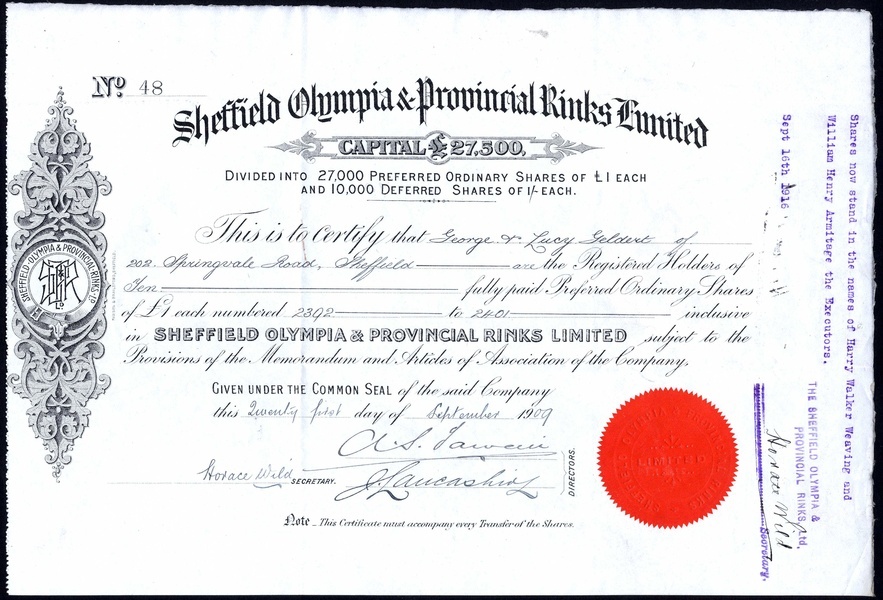 No 48
Sheffield Olympia & Provincial Rinks Limited
CAPITAL £27,500.
DIVIDED INTO 27,000 PREFERRED ORDINARY SHARES OF £1 EACH
AND 10,000 DEFERRED SHARES OF 1/- EACH.
This is to Certify that George & Lucy Geldert of
202 Springvale Road, Sheffield are the Registered Holders of
Ten fully paid Preferred Ordinary Shares
of £1 each numbered 2392 to 2401 inclusive
in SHEFFIELD OLYMPIA & PROVINCIAL RINKS LIMITED subject to the
Provisions of the Memorandum and Articles of Association of the Company.
GIVEN UNDER THE COMMON SEAL of the said Company
this Twenty first day of September 1909
Horace Wild SECRETARY.
J. Lancashire
DIRECTORS.
Note - This Certificate must accompany every Transfer of the Shares.
SHEFFIELD OLYMPIA & PROVINCIAL RINKS LD
LIMITED
Shares now stand in the names of Harry Walker Weaving and
William Henry Armitage the Executors.
Sept 16th 1916
THE SHEFFIELD OLYMPIA &
PROVINCIAL RINKS Ltd.
Horace Wild
Secretary.